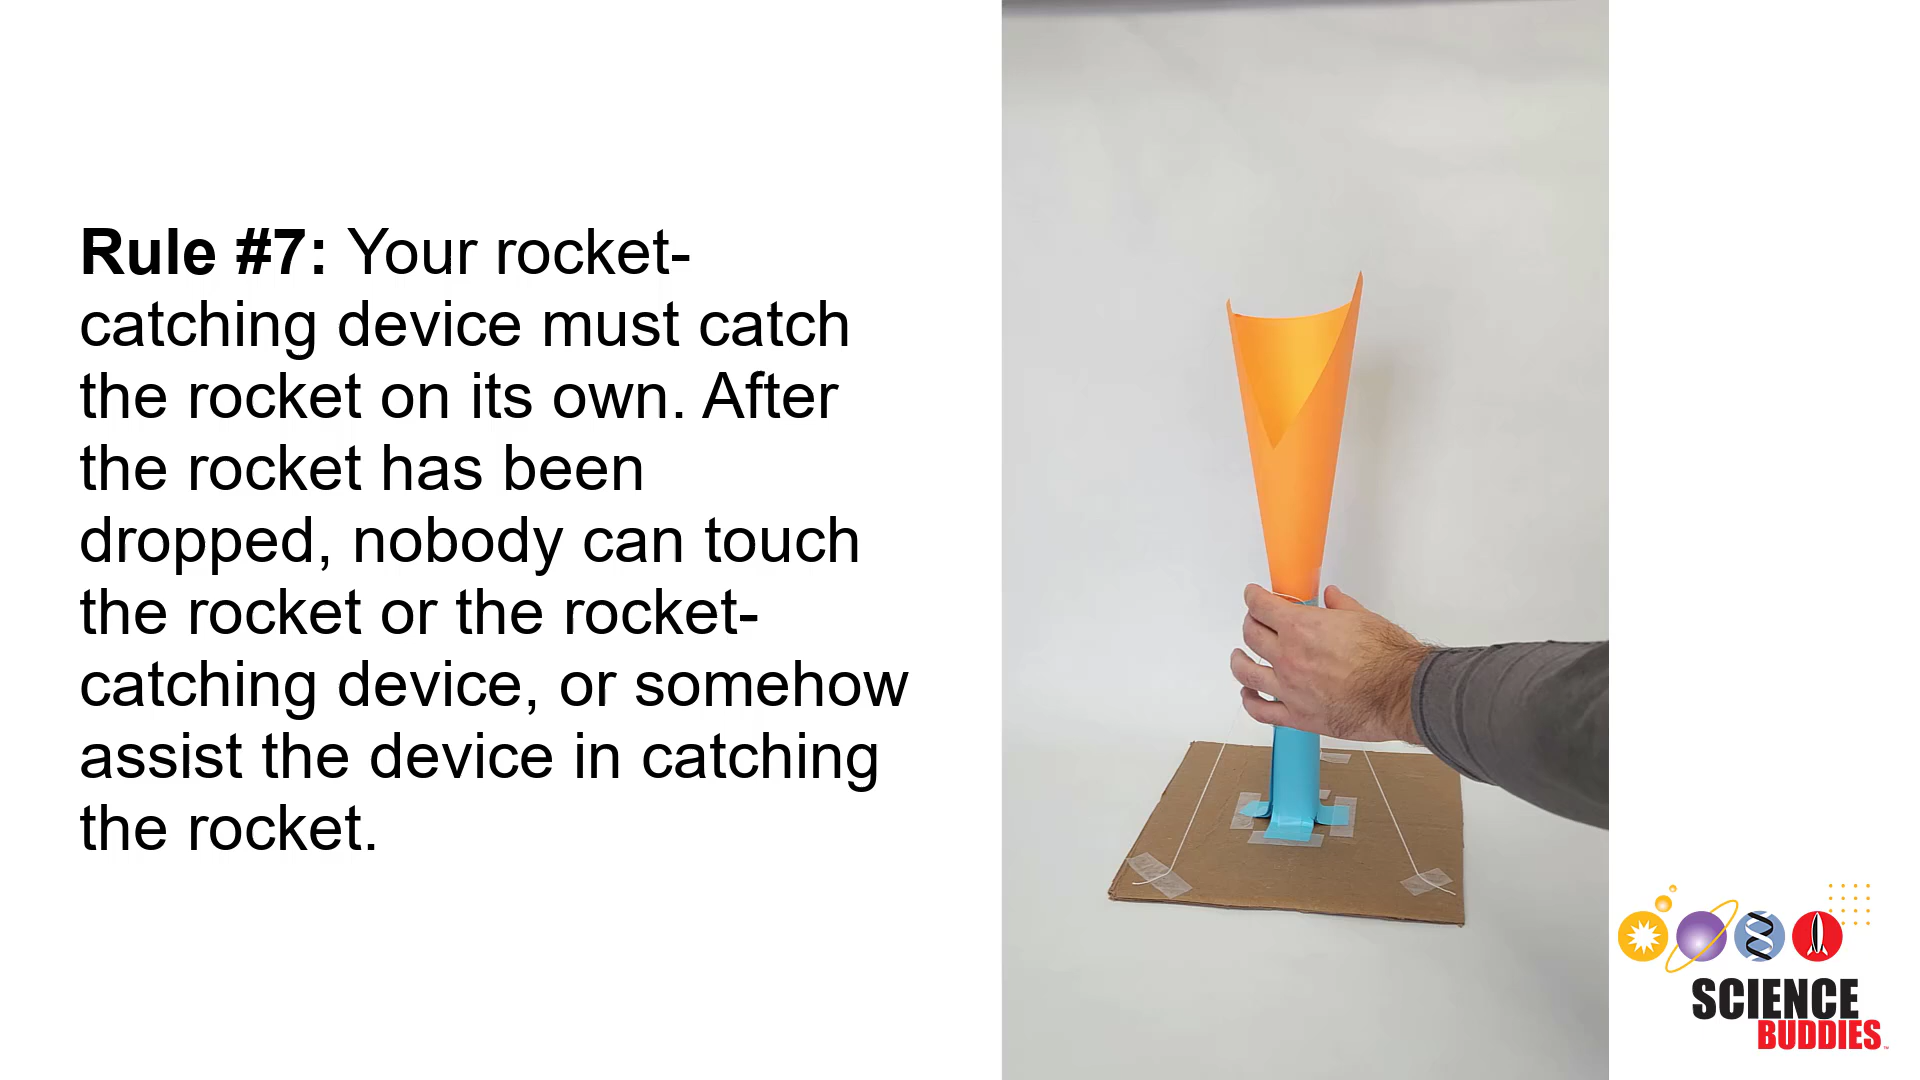 Rule #7: Your rocket-
catching device must catch
the rocket on its own. After
the rocket has been
dropped, nobody can touch
the rocket or the rocket-
catching device, or somehow
assist the device in catching
the rocket.
SCIENCE
BUDDIES